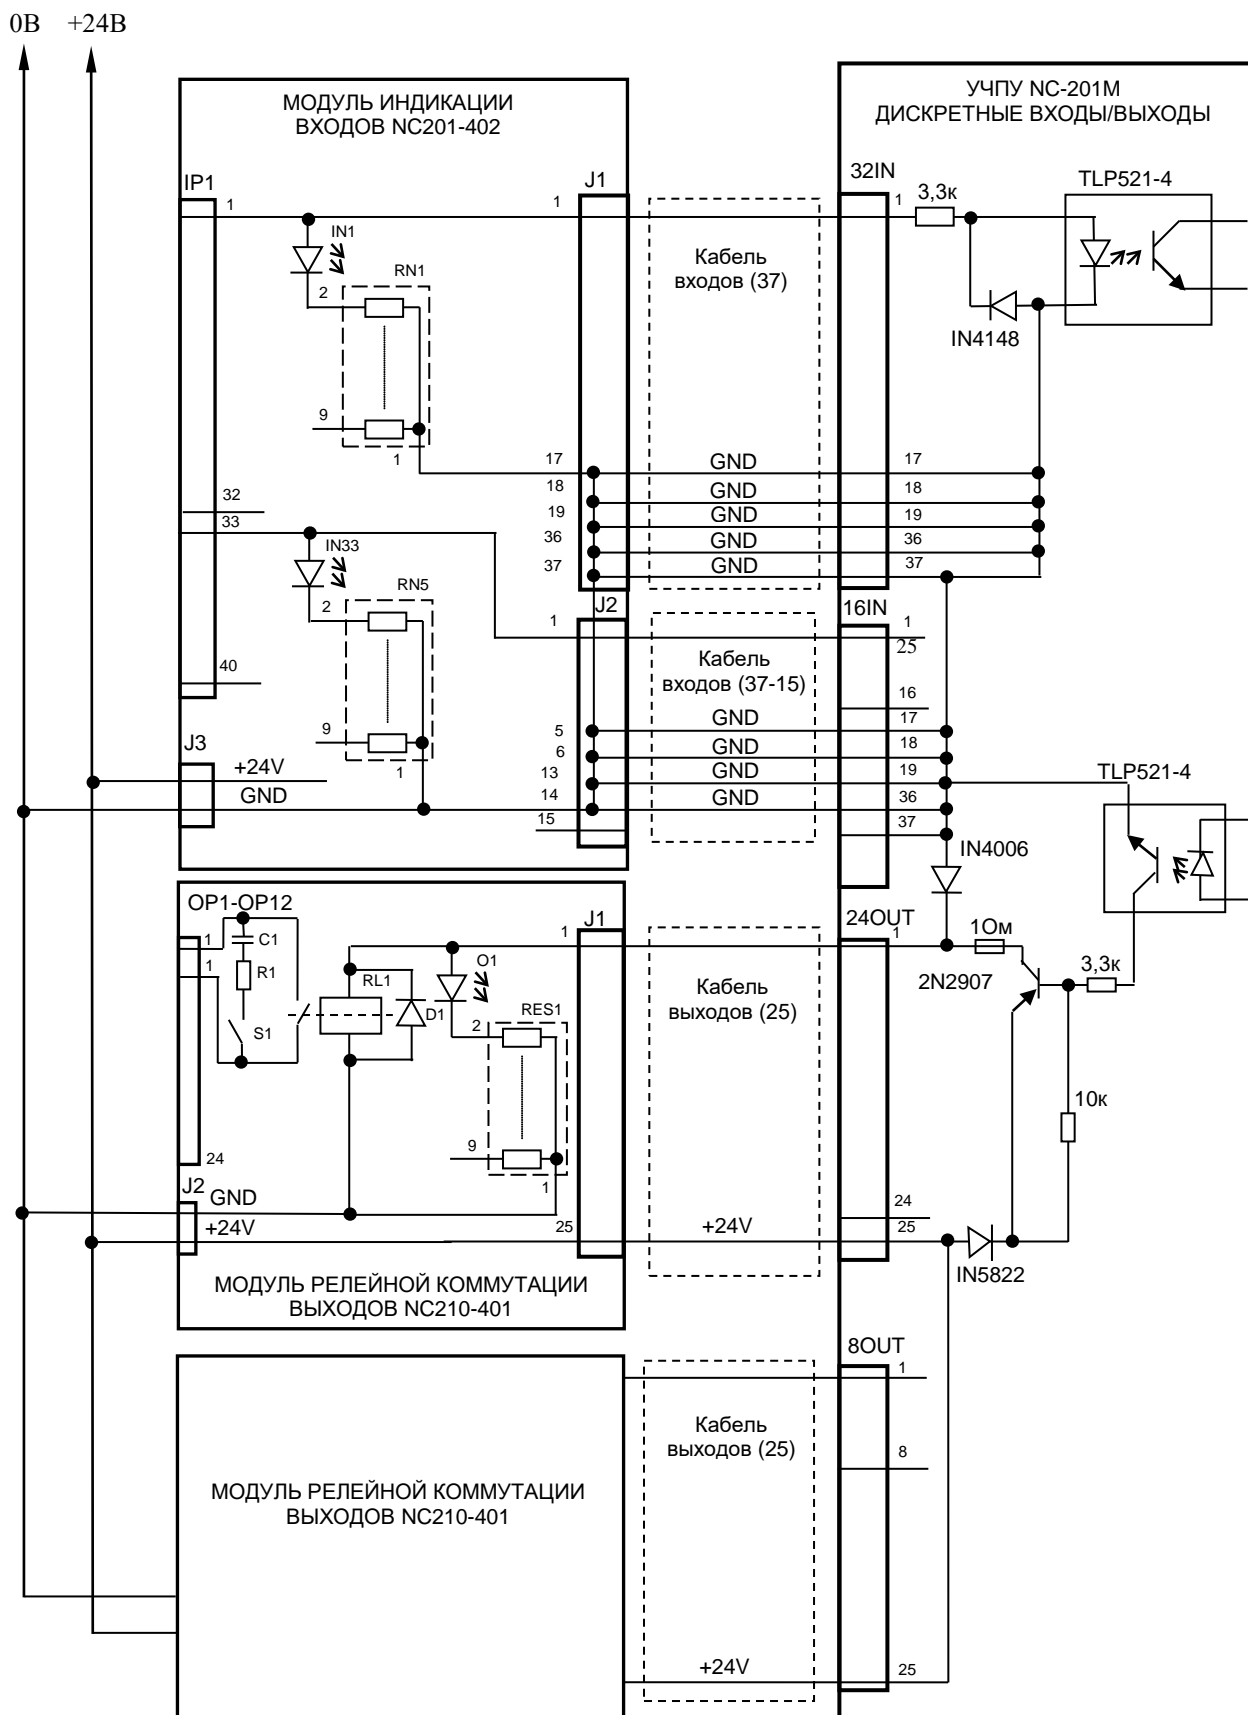 0В +24В
МОДУЛЬ ИНДИКАЦИИ
ВХОДОВ NC201-402
УЧПУ NC-201M
ДИСКРЕТНЫЕ ВХОДЫ/ВЫХОДЫ
IP1
J1
32IN
TLP521-4
1
1
1
3,3к
IN1
RN1
2
Кабель
входов (37)
IN4148
9
1
17
GND
17
18
GND
18
19
GND
19
36
GND
36
37
GND
37
32
33
IN33
RN5
2
J2
16IN
1
1
25
Кабель
входов (37-15)
40
16
9
1
5
GND
17
6
GND
18
13
GND
19
14
GND
36
15
37
J3
+24V
GND
TLP521-4
IN4006
OP1-OP12
J1
24OUT
1
1
C1
R1
S1
RL1
D1
O1
RES1
2
1
1
1Ом
2N2907
3,3к
Кабель
выходов (25)
10к
9
1
24
J2
GND
+24V
25
+24V
24
25
IN5822
МОДУЛЬ РЕЛЕЙНОЙ КОММУТАЦИИ
ВЫХОДОВ NC210-401
8OUT
1
Кабель
выходов (25)
8
МОДУЛЬ РЕЛЕЙНОЙ КОММУТАЦИИ
ВЫХОДОВ NC210-401
+24V
25